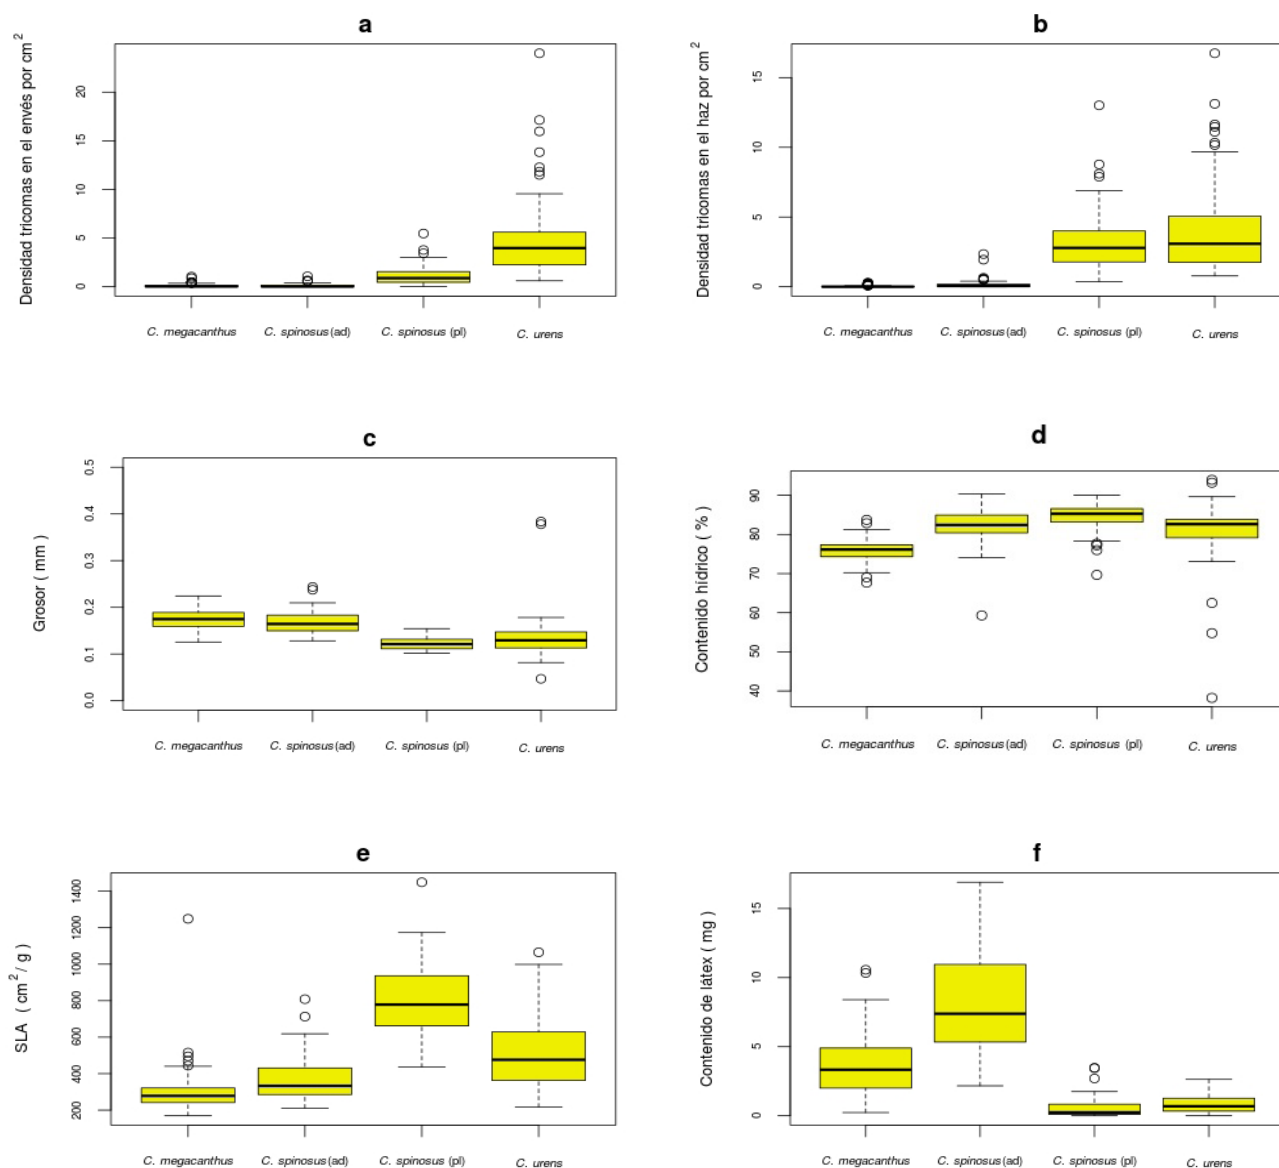 a
Densidad tricomas en el envés por cm2
20
15
10
5
0
C. megacanthus
C. spinosus (ad)
C. spinosus (pl)
C. urens
b
Densidad tricomas en el haz por cm2
15
10
5
0
C. megacanthus
C. spinosus (ad)
C. spinosus (pl)
C. urens
c
Grosor ( mm )
0.5
0.4
0.3
0.2
0.1
0.0
C. megacanthus
C. spinosus (ad)
C. spinosus (pl)
C. urens
d
Contenido hídrico ( % )
90
80
70
60
50
40
C. megacanthus
C. spinosus (ad)
C. spinosus (pl)
C. urens
e
SLA ( cm2 / g )
1400
1200
1000
800
600
400
200
C. megacanthus
C. spinosus (ad)
C. spinosus (pl)
C. urens
f
Contenido de látex ( mg )
15
10
5
0
C. megacanthus
C. spinosus (ad)
C. spinosus (pl)
C. urens